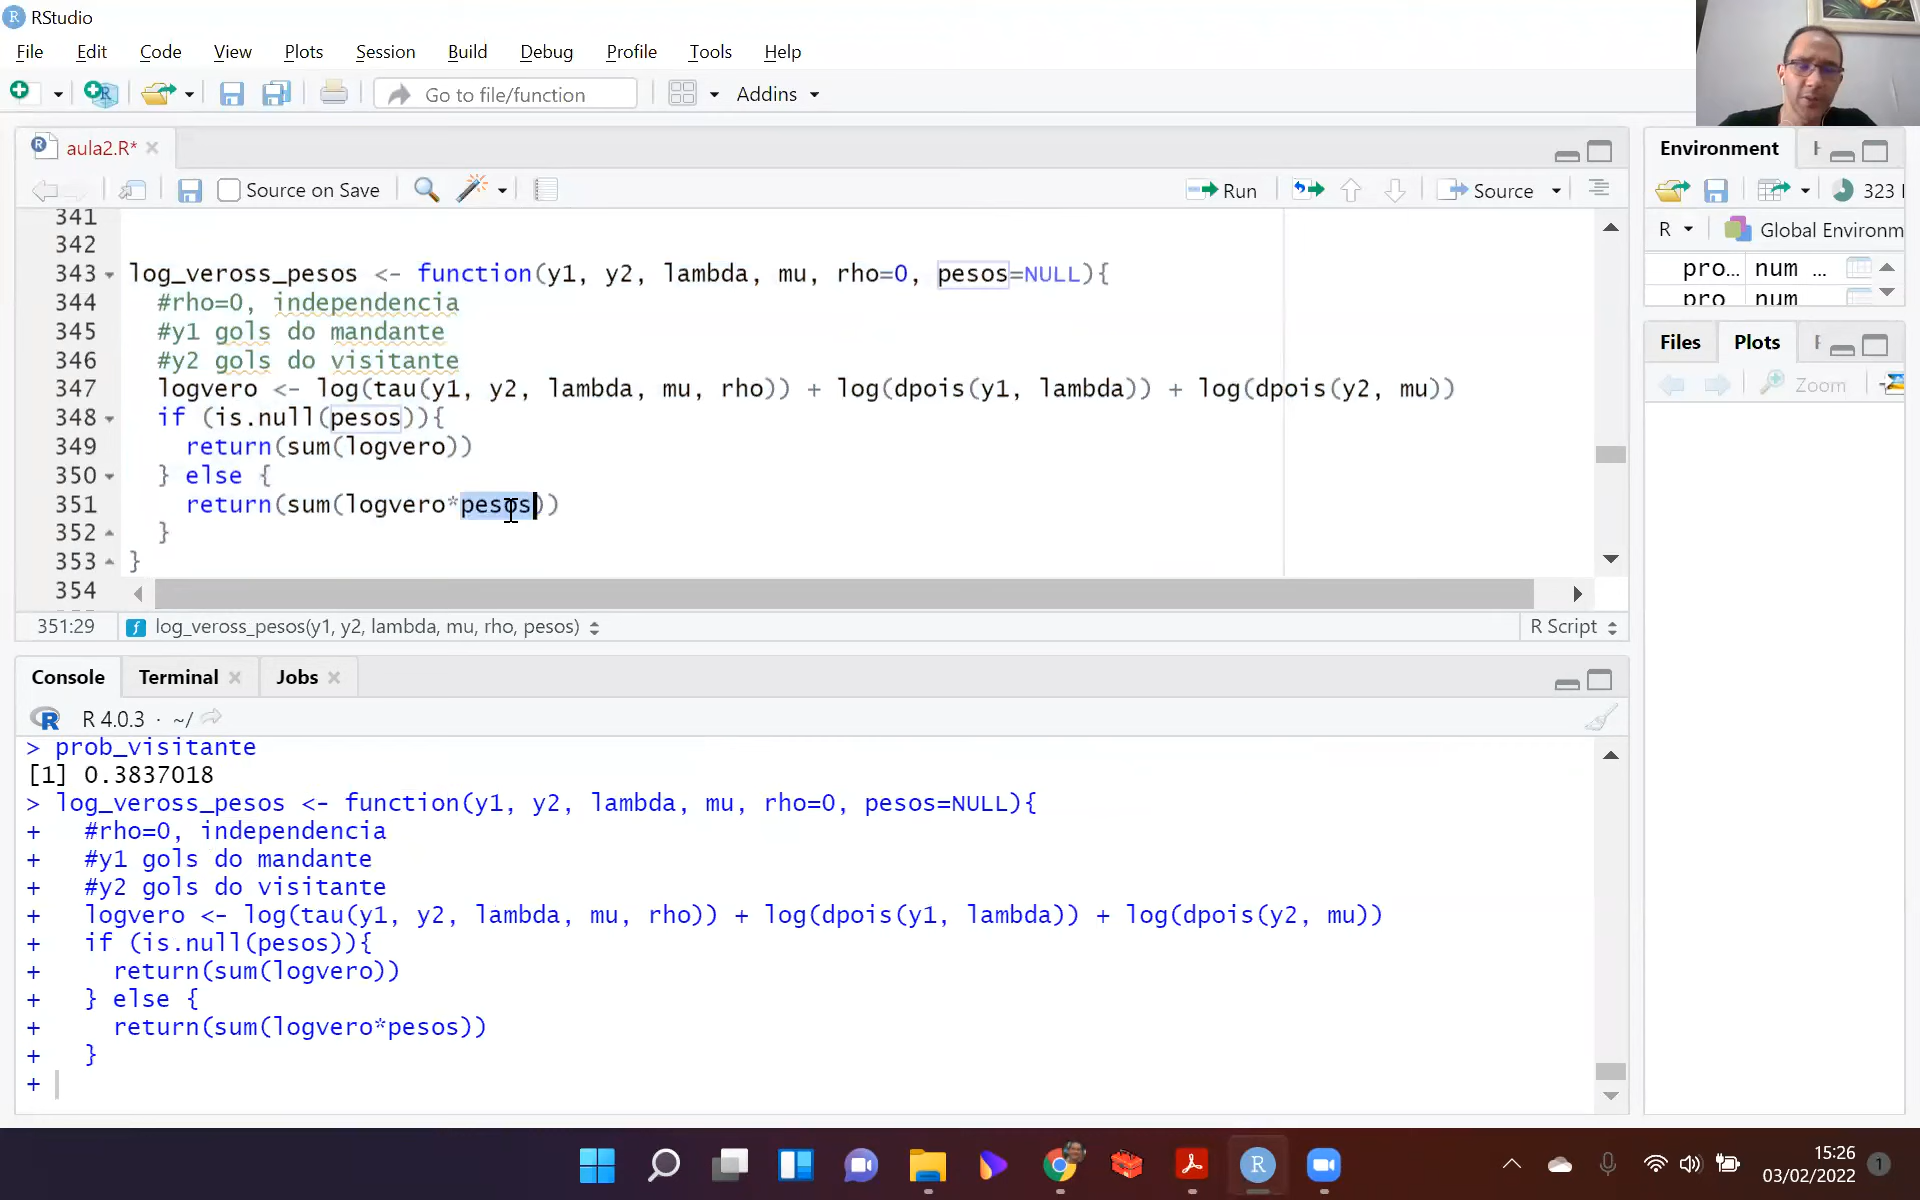 RStudio
File Edit Code View Plots Session Build Debug Profile Tools Help
Go to file/function Addins
aula2.R*
Source on Save Run Source
341
342
343 log_veross_pesos <- function(y1, y2, lambda, mu, rho=0, pesos=NULL){
344 #rho=0, independencia
345 #y1 gols do mandante
346 #y2 gols do visitante
347 logvero <- log(tau(y1, y2, lambda, mu, rho)) + log(dpois(y1, lambda)) + log(dpois(y2, mu))
348 if (is.null(pesos)){
349 return(sum(logvero))
350 } else {
351 return(sum(logvero*pesos))
352 }
353 }
354
351:29 log_veross_pesos(y1, y2, lambda, mu, rho, pesos) R Script
Console Terminal Jobs
R 4.0.3 · ~/
> prob_visitante
[1] 0.3837018
> log_veross_pesos <- function(y1, y2, lambda, mu, rho=0, pesos=NULL){
+ #rho=0, independencia
+ #y1 gols do mandante
+ #y2 gols do visitante
+ logvero <- log(tau(y1, y2, lambda, mu, rho)) + log(dpois(y1, lambda)) + log(dpois(y2, mu))
+ if (is.null(pesos)){
+ return(sum(logvero))
+ } else {
+ return(sum(logvero*pesos))
+ }
+
Environment
323
R Global Environm
pro... num ...
pro num
Files Plots
Zoom
15:26
03/02/2022
1